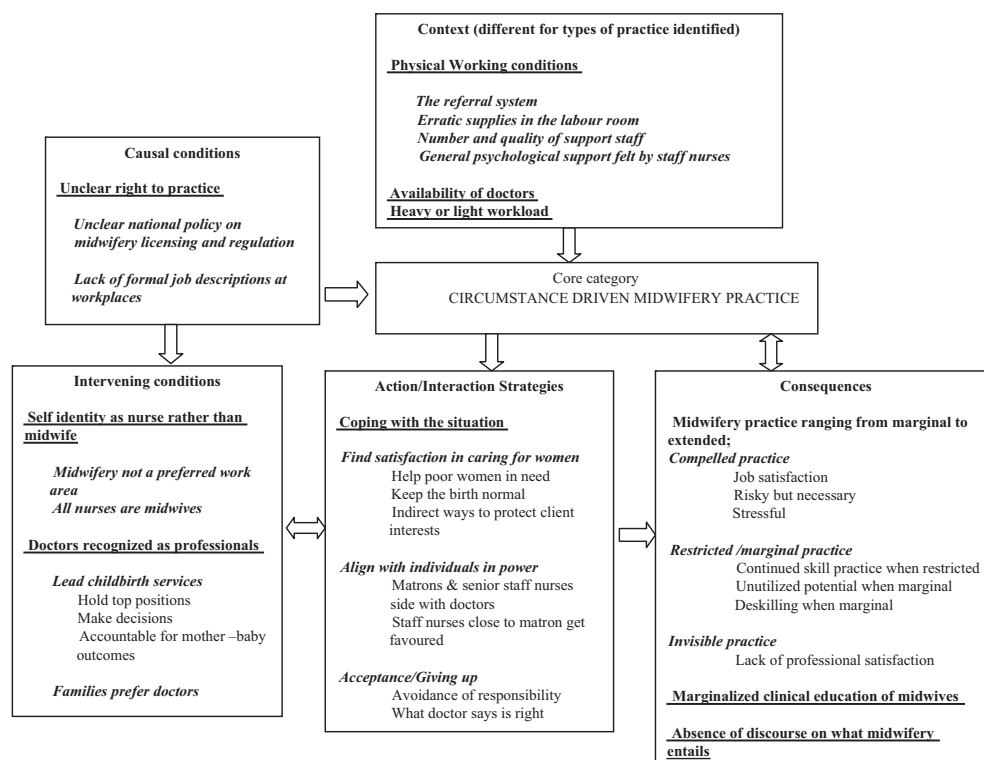 Context (different for types of practice identified)
Physical Working conditions
The referral system
Erratic supplies in the labour room
Number and quality of support staff
General psychological support felt by staff nurses
Availability of doctors
Heavy or light workload
Causal conditions
Unclear right to practice
Unclear national policy on
midwifery licensing and regulation
Lack of formal job descriptions at
workplaces
Core category
CIRCUMSTANCE DRIVEN MIDWIFERY PRACTICE
Intervening conditions
Self identity as nurse rather than
midwife
Midwifery not a preferred work
area
All nurses are midwives
Doctors recognized as professionals
Lead childbirth services
Hold top positions
Make decisions
Accountable for mother –baby
outcomes
Families prefer doctors
Action/Interaction Strategies
Coping with the situation
Find satisfaction in caring for women
Help poor women in need
Keep the birth normal
Indirect ways to protect client
interests
Align with individuals in power
Matrons & senior staff nurses
side with doctors
Staff nurses close to matron get
favoured
Acceptance/Giving up
Avoidance of responsibility
What doctor says is right
Consequences
Midwifery practice ranging from marginal to
extended;
Compelled practice
Job satisfaction
Risky but necessary
Stressful
Restricted /marginal practice
Continued skill practice when restricted
Unutilized potential when marginal
Deskilling when marginal
Invisible practice
Lack of professional satisfaction
Marginalized clinical education of midwives
Absence of discourse on what midwifery
entails